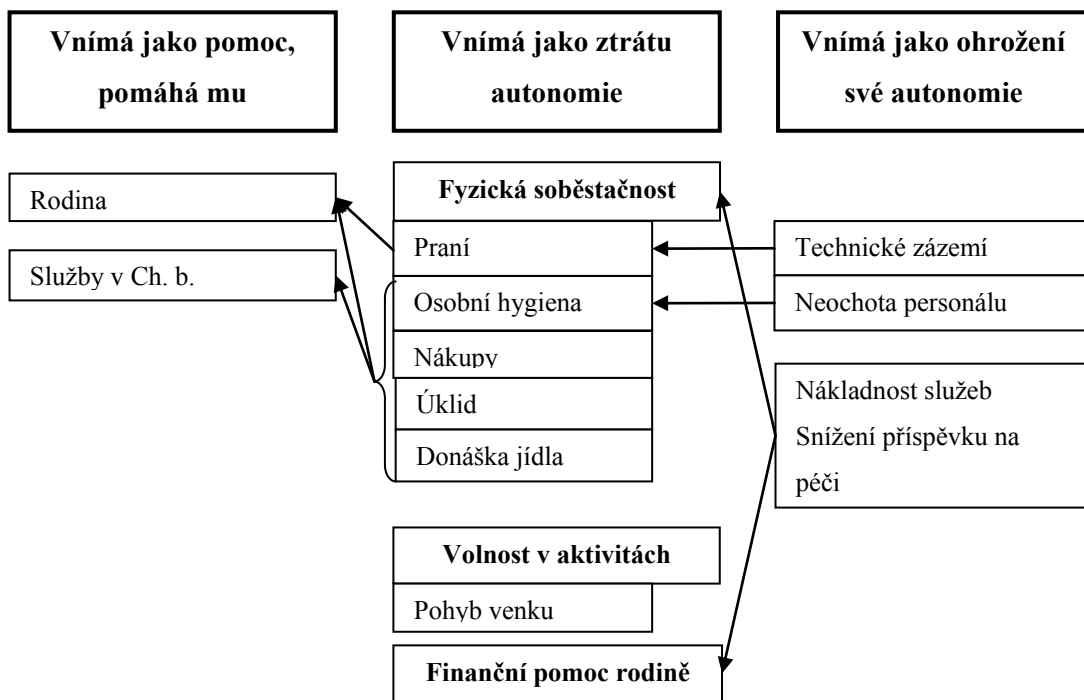 Vnímá jako pomoc,
pomáhá mu
Vnímá jako ztrátu
autonomie
Vnímá jako ohrožení
své autonomie
Rodina
Služby v Ch. b.
Fyzická soběstačnost
Praní
Osobní hygiena
Nákupy
Úklid
Donáška jídla
Volnost v aktivitách
Pohyb venku
Finanční pomoc rodině
Technické zázemí
Neochota personálu
Nákladnost služeb
Snížení příspěvku na
péči